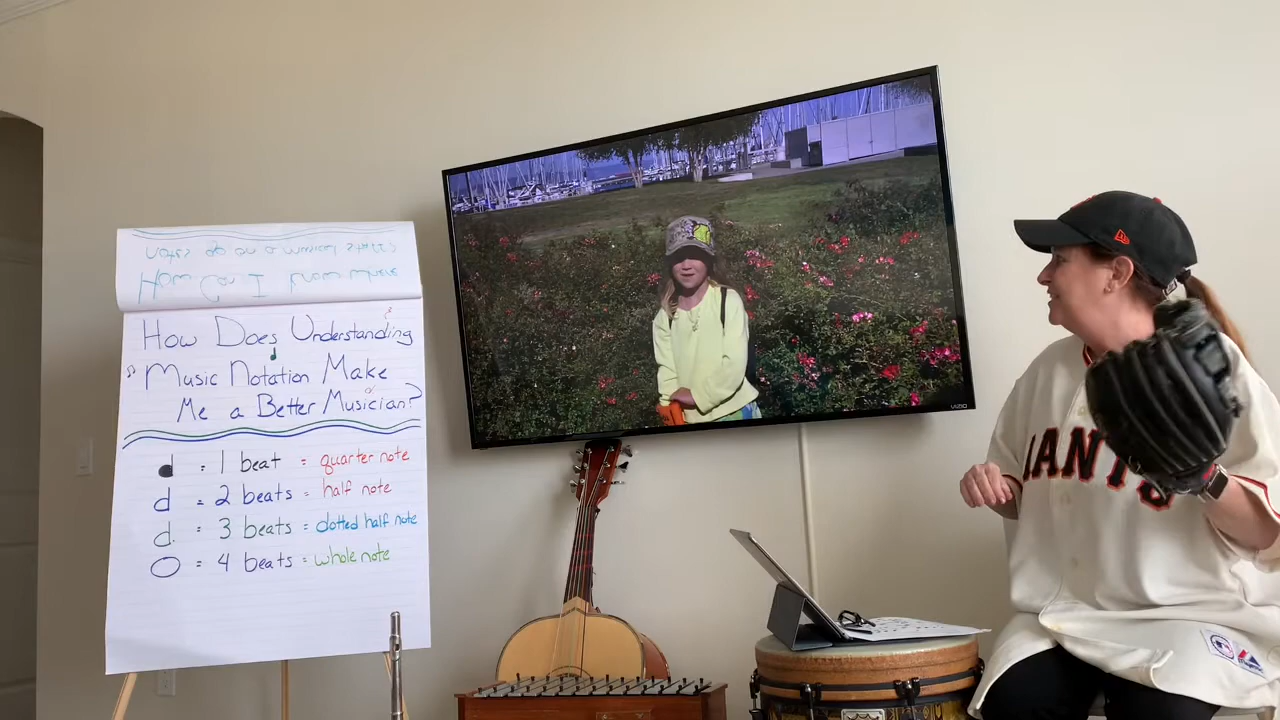 How Does Understanding
Music Notation Make
Me a Better Musician?
= 1 beat = quarter note
= 2 beats = half note
= 3 beats = dotted half note
= 4 beats = whole note
VIZIO